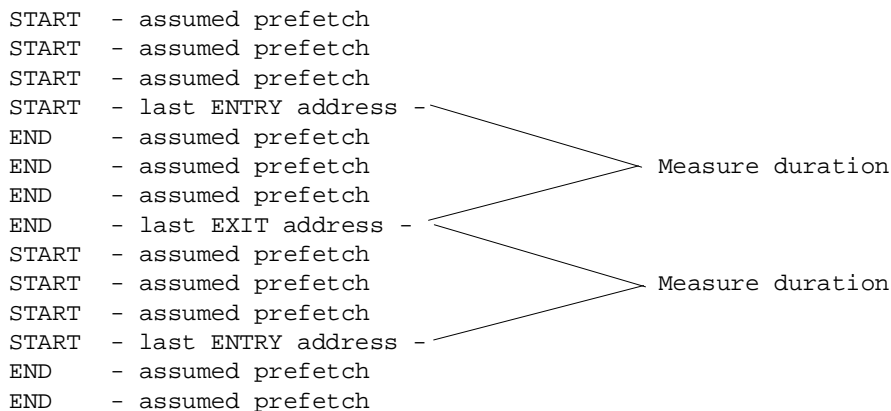 START - assumed prefetch
START - assumed prefetch
START - assumed prefetch
START - last ENTRY address -
END - assumed prefetch
END - assumed prefetch Measure duration
END - assumed prefetch
END - last EXIT address -
START - assumed prefetch
START - assumed prefetch Measure duration
START - assumed prefetch
START - last ENTRY address -
END - assumed prefetch
END - assumed prefetch